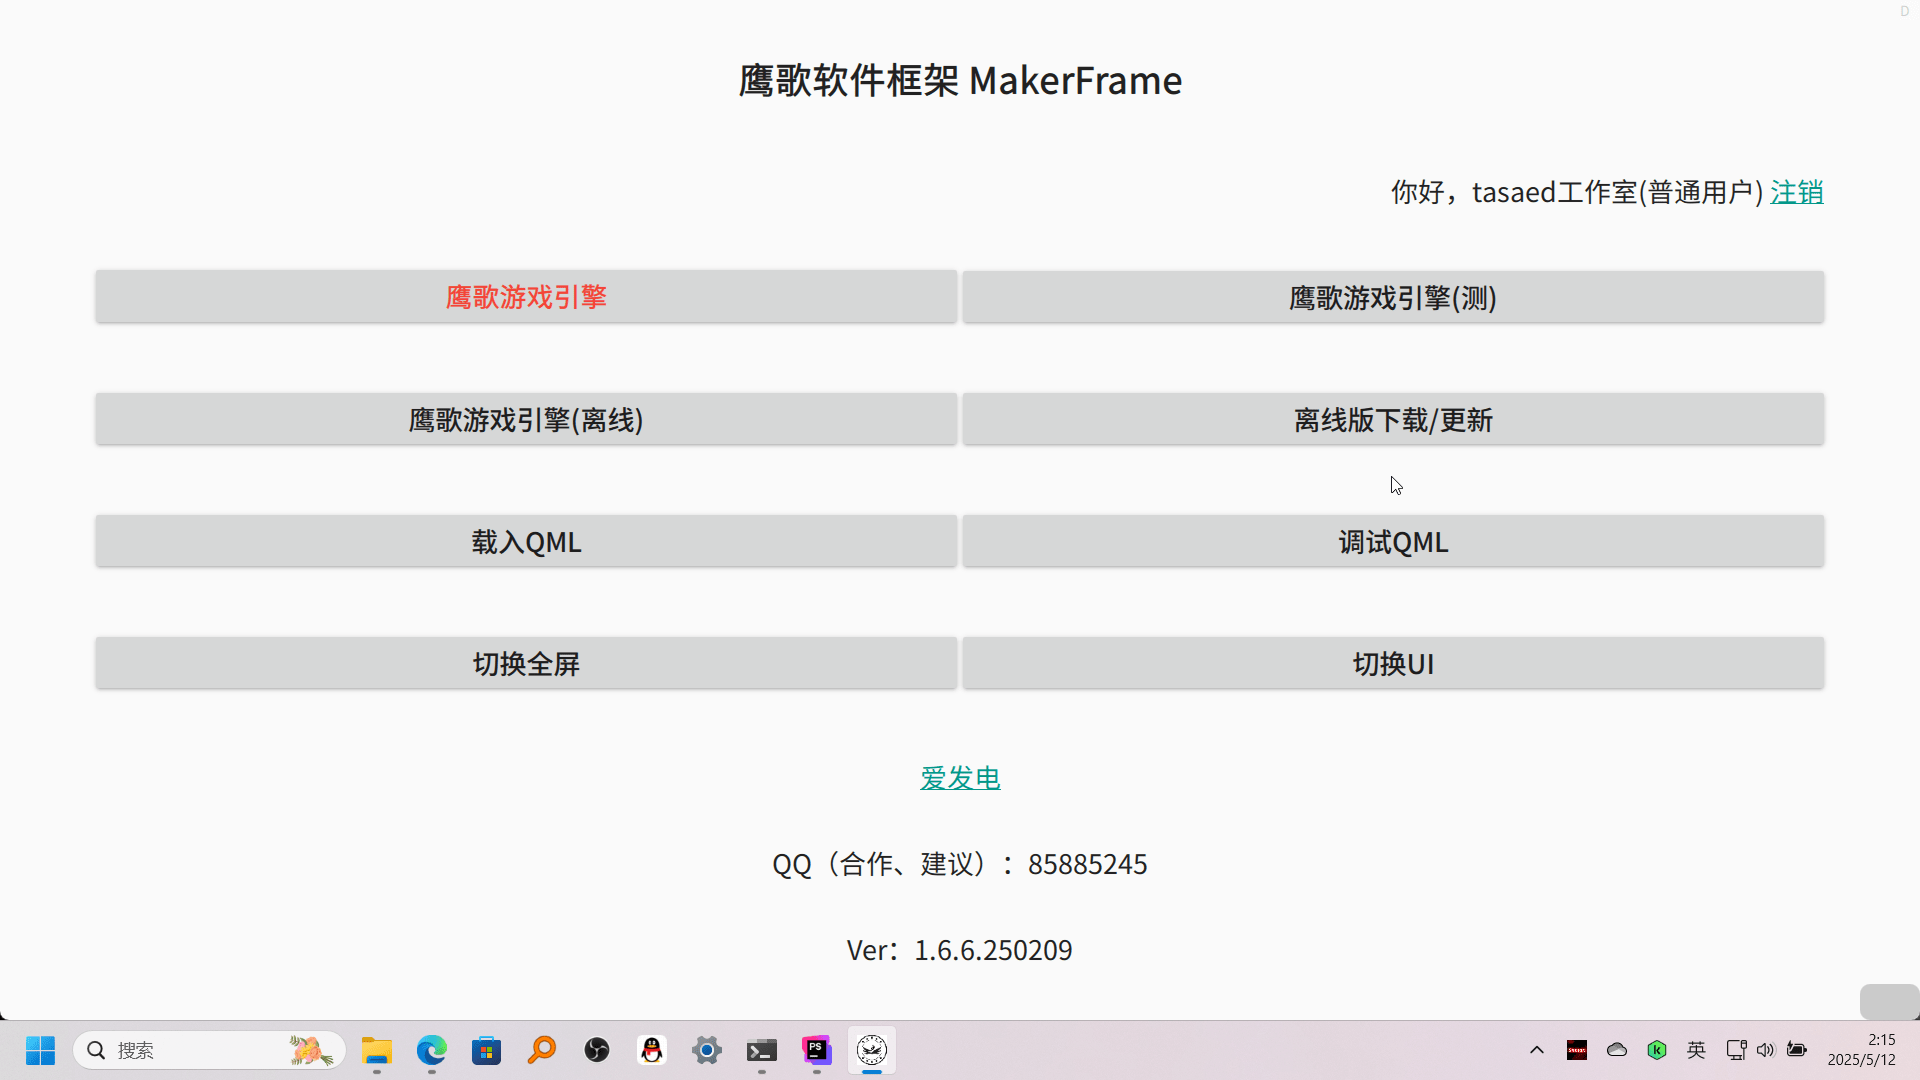 D
鹰歌软件框架 MakerFrame
你好，tasaed工作室(普通用户) 注销
鹰歌游戏引擎
鹰歌游戏引擎(测)
鹰歌游戏引擎(离线)
离线版下载/更新
载入QML
调试QML
切换全屏
切换UI
爱发电
QQ（合作、建议）：85885245
Ver：1.6.6.250209
搜索
PS
英
2:15
2025/5/12